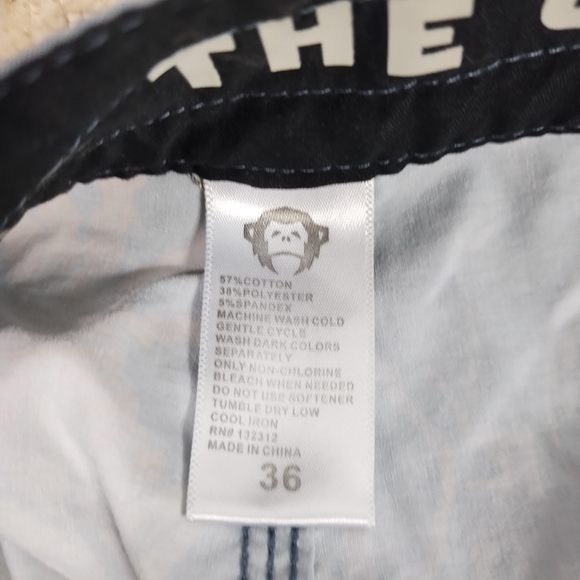 THE
57%COTTON
38%POLYESTER
5%SPANDEX
MACHINE WASH COLD
GENTLE CYCLE
WASH DARK COLORS
SEPARATELY
ONLY NON-CHLORINE
BLEACH WHEN NEEDED
DO NOT USE SOFTENER
TUMBLE DRY LOW
COOL IRON
RN# 132312
MADE IN CHINA
36